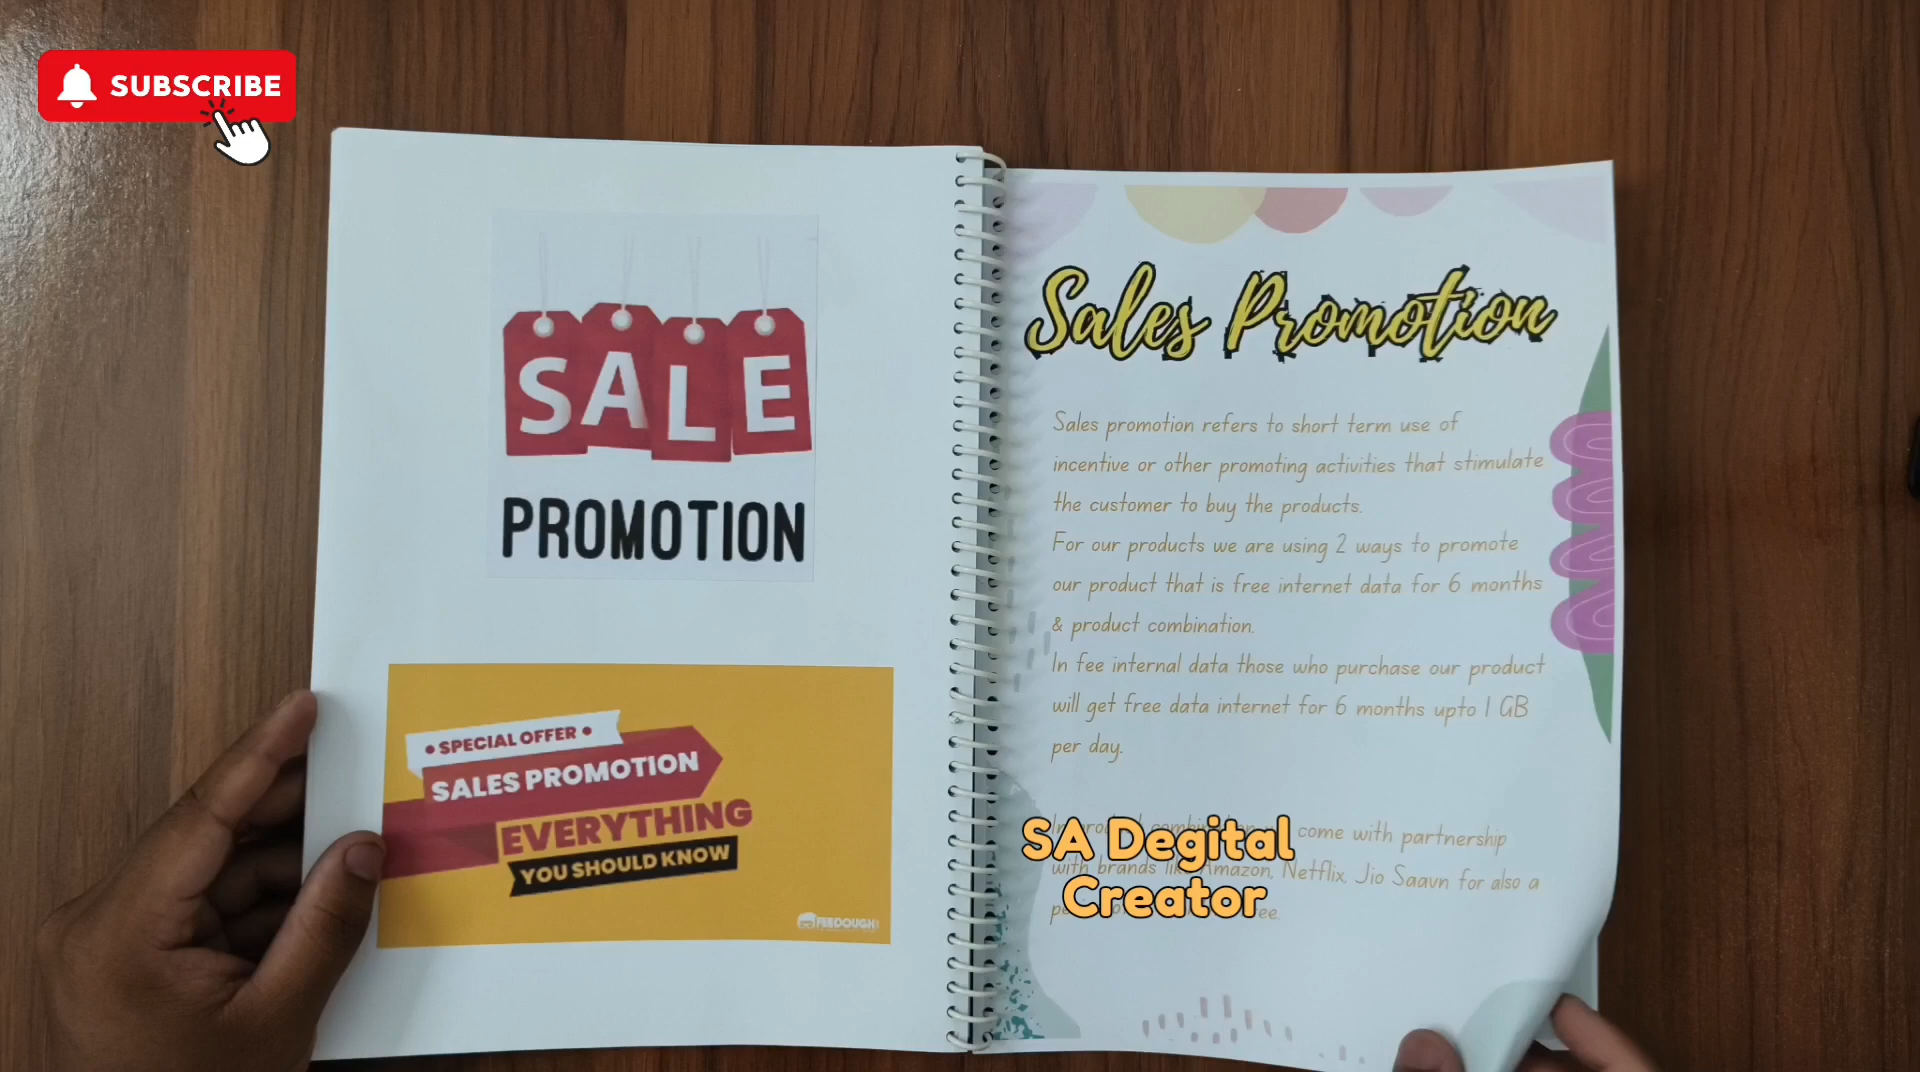 SUBSCRIBE
SALE
PROMOTION
• SPECIAL OFFER •
SALES PROMOTION
EVERYTHING
YOU SHOULD KNOW
FEEDOUGH
Sales Promotion
Sales promotion refers to short term use of
incentive or other promoting activities that stimulate
the customer to buy the products.
For our products we are using 2 ways to promote
our product that is free internet data for 6 months
& product combination.
In fee internal data those who purchase our product
will get free data internet for 6 months upto 1 GB
per day.
In come with partnership
with brands Amazon, Netflix, Jio Saavn for also a
SA Degital
Creator